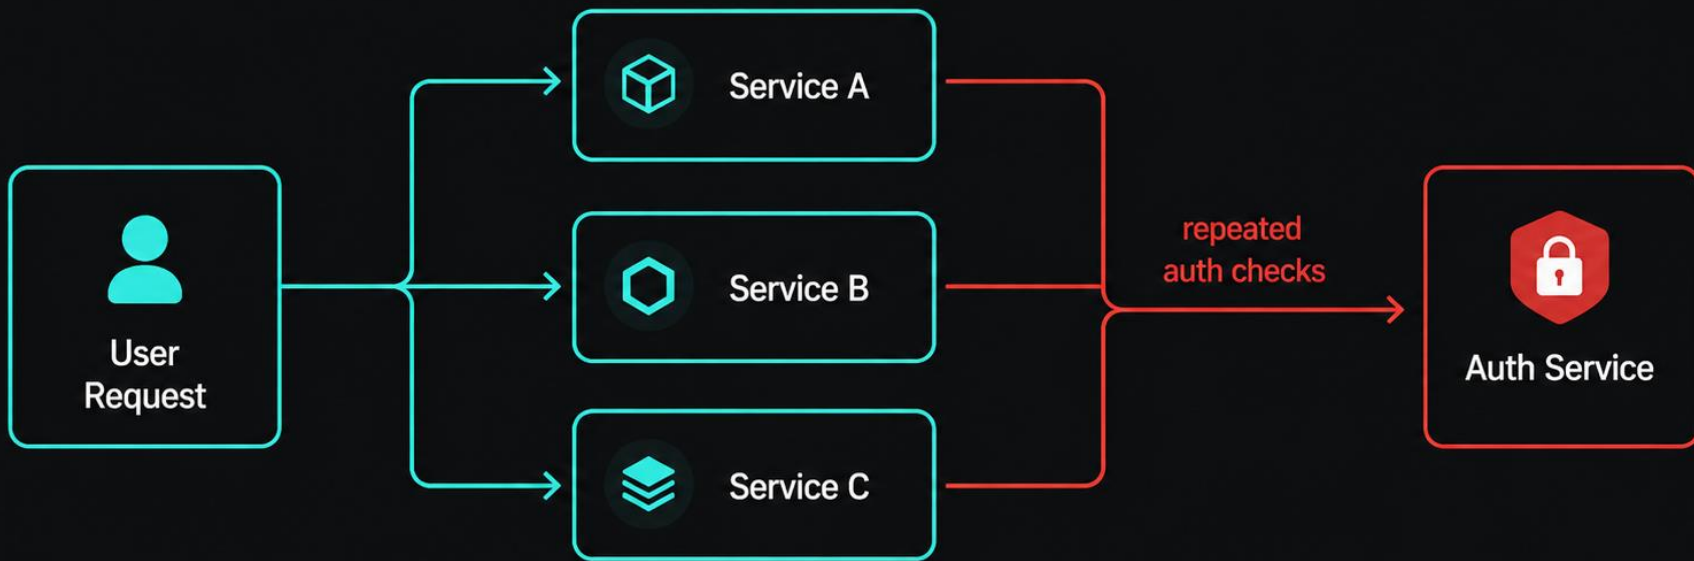 User
Request
Service A
Service B
Service C
repeated
auth checks
Auth Service